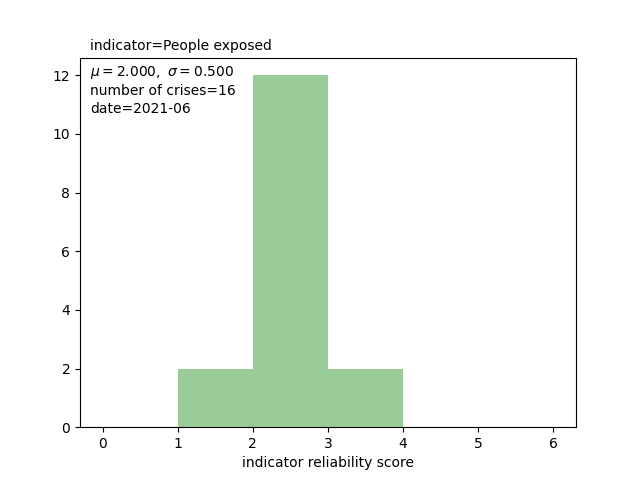 indicator=People exposed
μ = 2.000, σ = 0.500
number of crises=16
date=2021-06
12
10
8
6
4
2
0
0 1 2 3 4 5 6
indicator reliability score